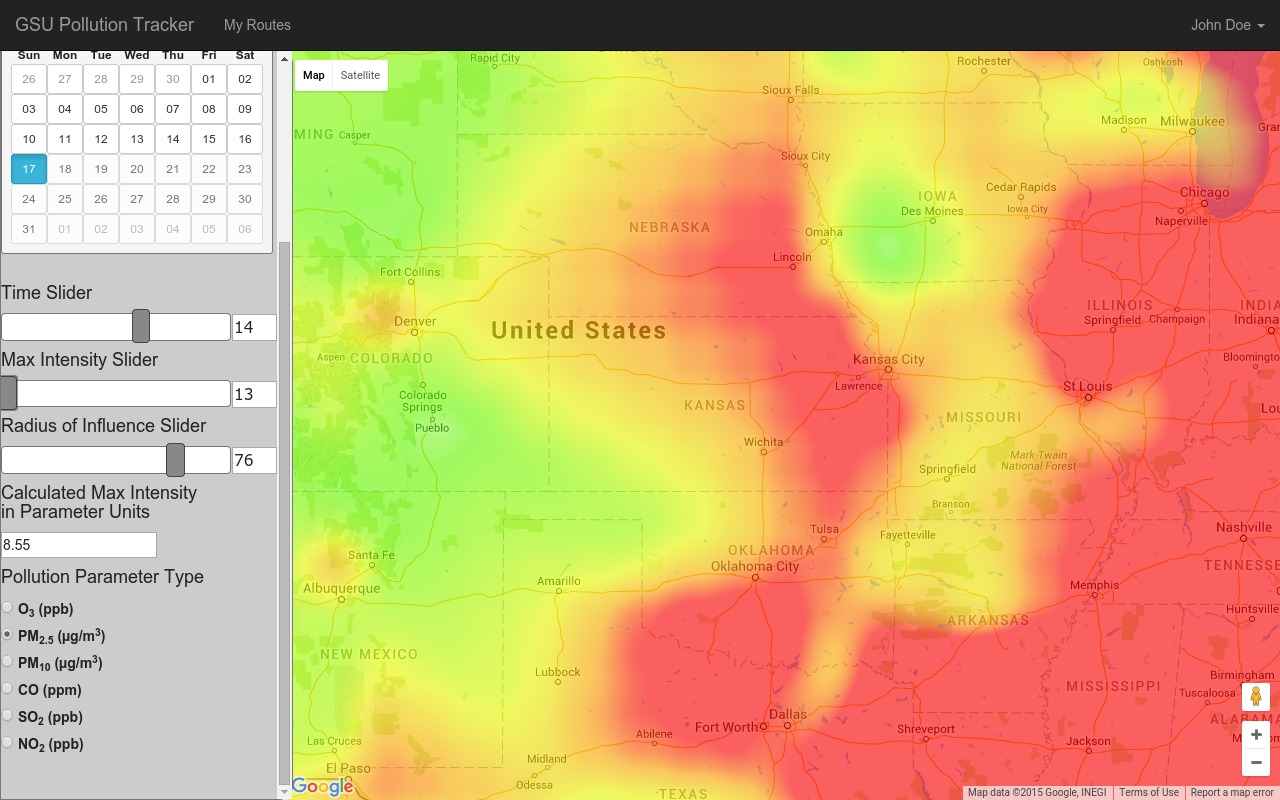 GSU Pollution Tracker My Routes John Doe
Sun Mon Tue Wed Thu Fri Sat
26 27 28 29 30 01 02
03 04 05 06 07 08 09
10 11 12 13 14 15 16
17 18 19 20 21 22 23
24 25 26 27 28 29 30
31 01 02 03 04 05 06
Time Slider
14
Max Intensity Slider
13
Radius of Influence Slider
76
Calculated Max Intensity
in Parameter Units
8.55
Pollution Parameter Type
O3 (ppb)
PM2.5 (µg/m3)
PM10 (µg/m3)
CO (ppm)
SO2 (ppb)
NO2 (ppb)
Map Satellite
Rapid City
Rochester
Oshkosh
Sioux Falls
Madison
Milwaukee
Gran
MING
Casper
Sioux City
IOWA
Des Moines
Cedar Rapids
Iowa City
Chicago
Naperville
NEBRASKA
Omaha
Lincoln
Fort Collins
Denver
United States
ILLINOIS
Springfield
Champaign
INDIA
Indiana
Aspen
COLORADO
Kansas City
Lawrence
Bloomingto
Colorado
Springs
Pueblo
St Louis
KANSAS
MISSOURI
Lou
Wichita
Mark Twain
National Forest
Springfield
Branson
Tulsa
Fayetteville
Nashville
Santa Fe
OKLAHOMA
Oklahoma City
TENNESSE
Albuquerque
Amarillo
Memphis
Huntsville
ARKANSAS
NEW MEXICO
Lubbock
Birmingham
MISSISSIPPI
Tuscaloosa
Dallas
Fort Worth
ALABAMA
Abilene
Shreveport
Jackson
Las Cruces
El Paso
Midland
Odessa
TEXAS
Google
Map data ©2015 Google, INEGI Terms of Use Report a map error